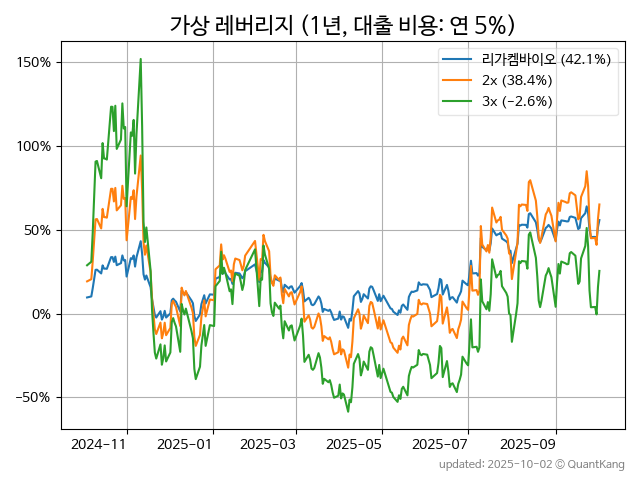 가상 레버리지 (1년, 대출 비용: 연 5%)
리가켐바이오 (42.1%)
2x (38.4%)
3x (−2.6%)
150%
100%
50%
0%
−50%
2024-11 2025-01 2025-03 2025-05 2025-07 2025-09
updated: 2025-10-02 © QuantKang